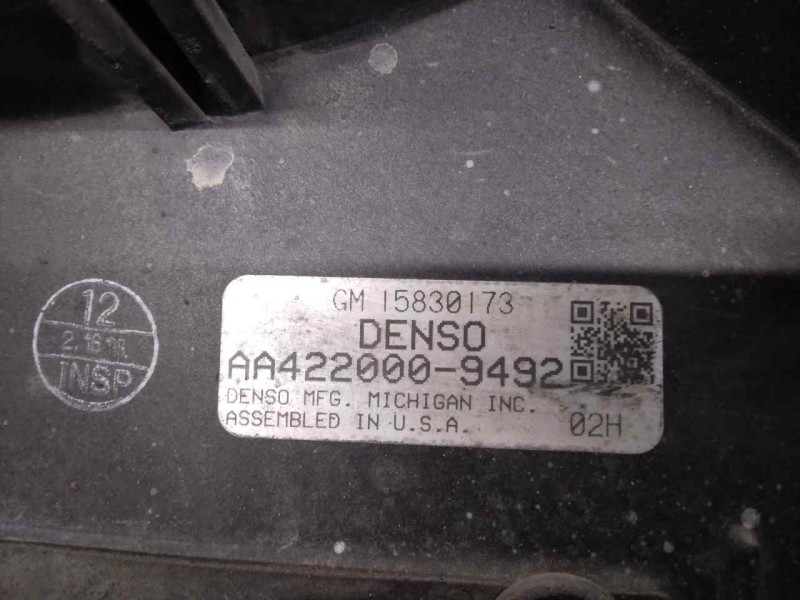 GM 15830173
DENSO
AA422000-9492
DENSO MFG. MICHIGAN INC.
ASSEMBLED IN U.S.A. 02H
12
INSP